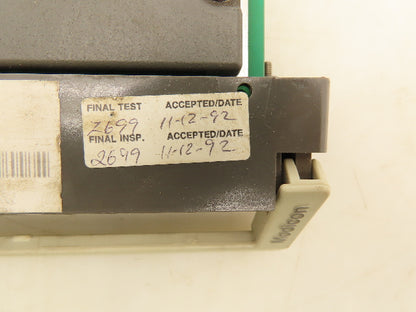 FINAL TEST ACCEPTED/DATE
2699 11-12-92
FINAL INSP. ACCEPTED/DATE
2699 11-12-92
Modicon